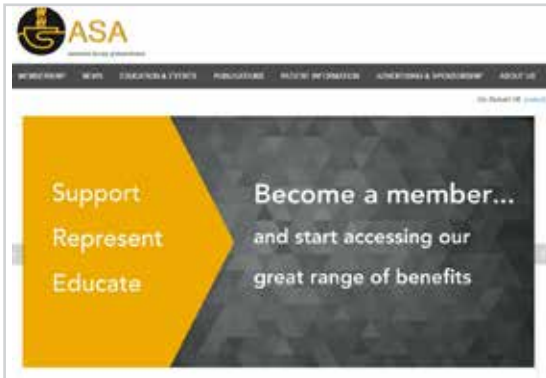 ASA
MEMBERSHIP NEWS EDUCATION & EVENTS PUBLICATIONS PATIENT INFORMATION ADVERTISING & SPONSORSHIP ABOUT US
Support
Represent
Educate
Become a member...
and start accessing our
great range of benefits